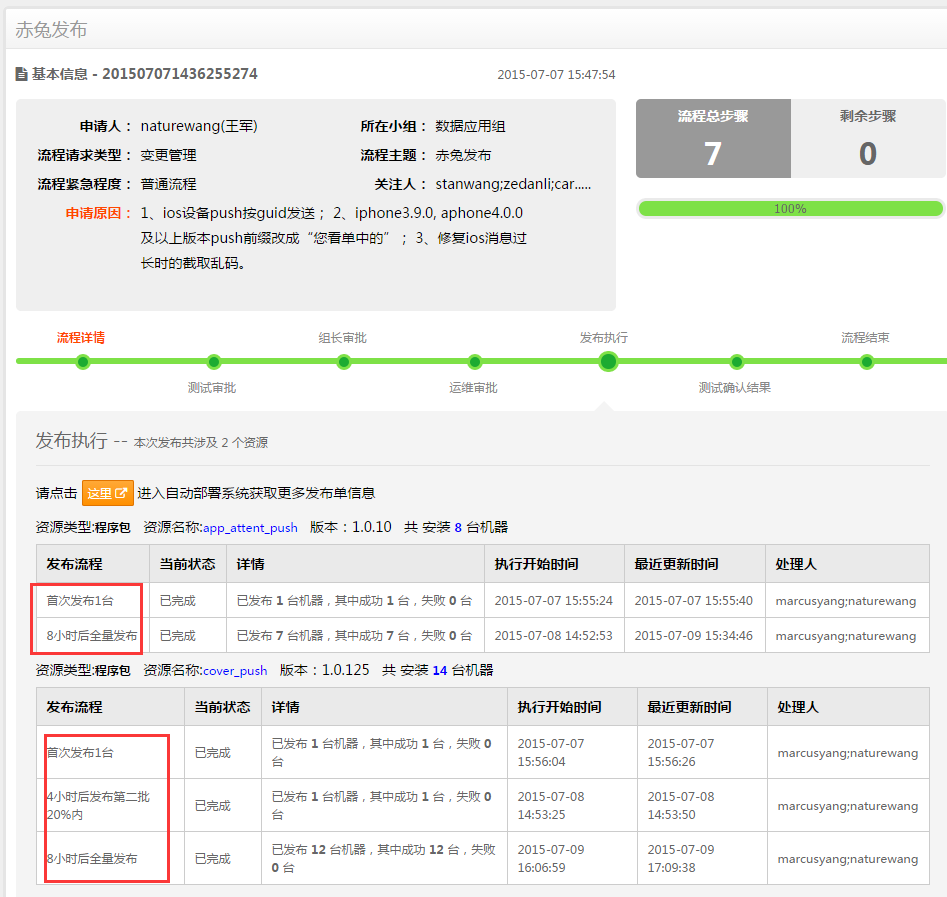 赤兔发布
基本信息 - 201507071436255274
2015-07-07 15:47:54
申请人： naturewang(王军)
所在小组： 数据应用组
流程请求类型： 变更管理
流程主题： 赤兔发布
流程紧急程度： 普通流程
关注人： stanwang;zedanli;car.....
申请原因： 1、ios设备push按guid发送 ；2、iphone3.9.0, aphone4.0.0
及以上版本push前缀改成“您看单中的” ；3、修复ios消息过
长时的截取乱码。
流程总步骤
7
剩余步骤
0
100%
流程详情
组长审批
发布执行
流程结束
测试审批
运维审批
测试确认结果
发布执行 -- 本次发布共涉及 2 个资源
请点击 这里 进入自动部署系统获取更多发布单信息
资源类型:程序包 资源名称:app_attent_push 版本：1.0.10 共 安装 8 台机器
发布流程 当前状态 详情 执行开始时间 最近更新时间 处理人
首次发布1台 已完成 已发布 1 台机器，其中成功 1 台，失败 0 台 2015-07-07 15:55:24 2015-07-07 15:55:40 marcusyang;naturewang
8小时后全量发布 已完成 已发布 7 台机器，其中成功 7 台，失败 0 台 2015-07-08 14:52:53 2015-07-09 15:34:46 marcusyang;naturewang
资源类型:程序包 资源名称:cover_push 版本：1.0.125 共 安装 14 台机器
发布流程 当前状态 详情 执行开始时间 最近更新时间 处理人
首次发布1台
已完成
已发布 1 台机器，其中成功 1 台，失败 0
台
2015-07-07
15:56:04
2015-07-07
15:56:26
marcusyang;naturewang
4小时后发布第二批
20%内
已完成
已发布 1 台机器，其中成功 1 台，失败 0
台
2015-07-08
14:53:25
2015-07-08
14:53:50
marcusyang;naturewang
8小时后全量发布
已完成
已发布 12 台机器，其中成功 12 台，失败
0 台
2015-07-09
16:06:59
2015-07-09
17:09:38
marcusyang;naturewang